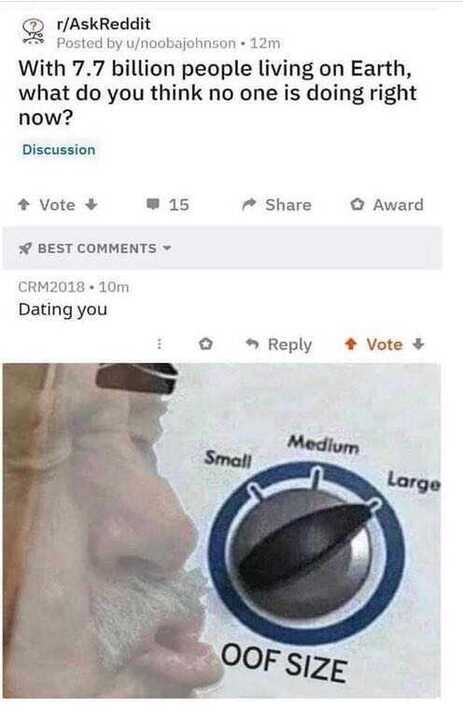 r/AskReddit
Posted by u/noobajohnson • 12m
With 7.7 billion people living on Earth,
what do you think no one is doing right
now?
Discussion
Vote 15 Share Award
BEST COMMENTS
CRM2018 • 10m
Dating you
Reply Vote
Small Medium Large
OOF SIZE